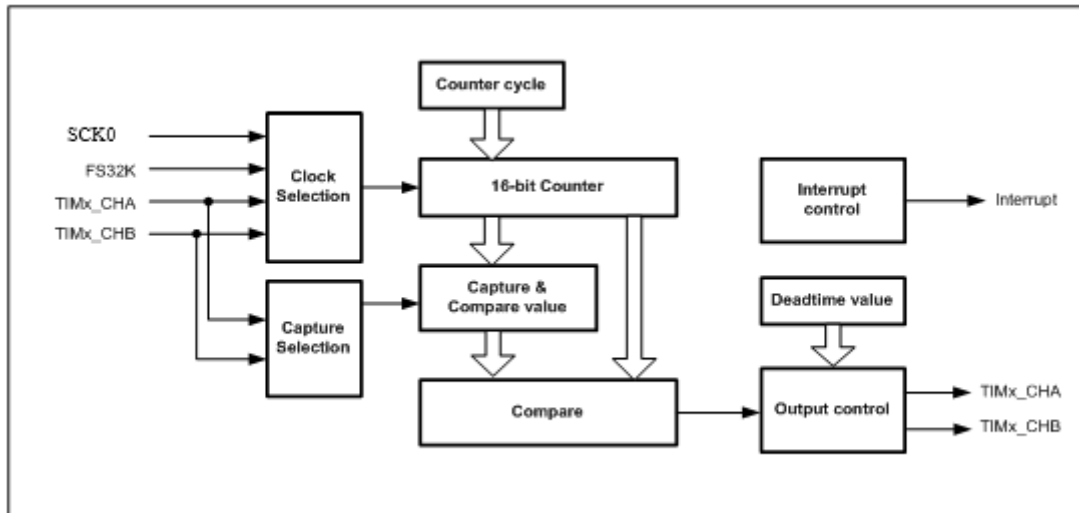 Counter cycle
SCK0
FS32K
TIMx_CHA
TIMx_CHB
Clock
Selection
16-bit Counter
Interrupt
control
Interrupt
Capture &
Compare value
Deadtime value
Capture
Selection
Compare
Output control
TIMx_CHA
TIMx_CHB